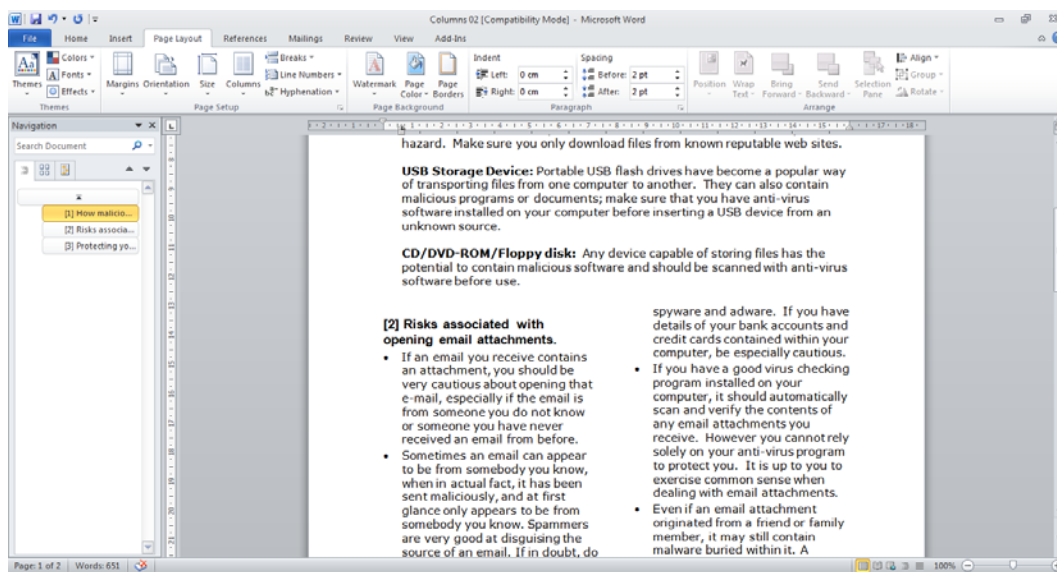 Columns 02 [Compatibility Mode] - Microsoft Word
File Home Insert Page Layout References Mailings Review View Add-Ins
Themes
Colors
Fonts
Effects
Themes
Margins
Orientation
Size
Columns
Breaks
Line Numbers
Hyphenation
Page Setup
Watermark
Page Color
Page Borders
Page Background
Indent
Left: 0 cm
Right: 0 cm
Spacing
Before: 2 pt
After: 2 pt
Paragraph
Position
Wrap Text
Bring Forward
Send Backward
Selection Pane
Align
Group
Rotate
Arrange
Navigation
Search Document
[1] How malicio...
[2] Risks associa...
[3] Protecting yo...
hazard. Make sure you only download files from known reputable web sites.
USB Storage Device: Portable USB flash drives have become a popular way
of transporting files from one computer to another. They can also contain
malicious programs or documents; make sure that you have anti-virus
software installed on your computer before inserting a USB device from an
unknown source.
CD/DVD-ROM/Floppy disk: Any device capable of storing files has the
potential to contain malicious software and should be scanned with anti-virus
software before use.
[2] Risks associated with
opening email attachments.
• If an email you receive contains
an attachment, you should be
very cautious about opening that
e-mail, especially if the email is
from someone you do not know
or someone you have never
received an email from before.
• Sometimes an email can appear
to be from somebody you know,
when in actual fact, it has been
sent maliciously, and at first
glance only appears to be from
somebody you know. Spammers
are very good at disguising the
source of an email. If in doubt, do
spyware and adware. If you have
details of your bank accounts and
credit cards contained within your
computer, be especially cautious.
• If you have a good virus checking
program installed on your
computer, it should automatically
scan and verify the contents of
any email attachments you
receive. However you cannot rely
solely on your anti-virus program
to protect you. It is up to you to
exercise common sense when
dealing with email attachments.
• Even if an email attachment
originated from a friend or family
member, it may still contain
malware buried within it. A
Page: 1 of 2 Words: 651
100%